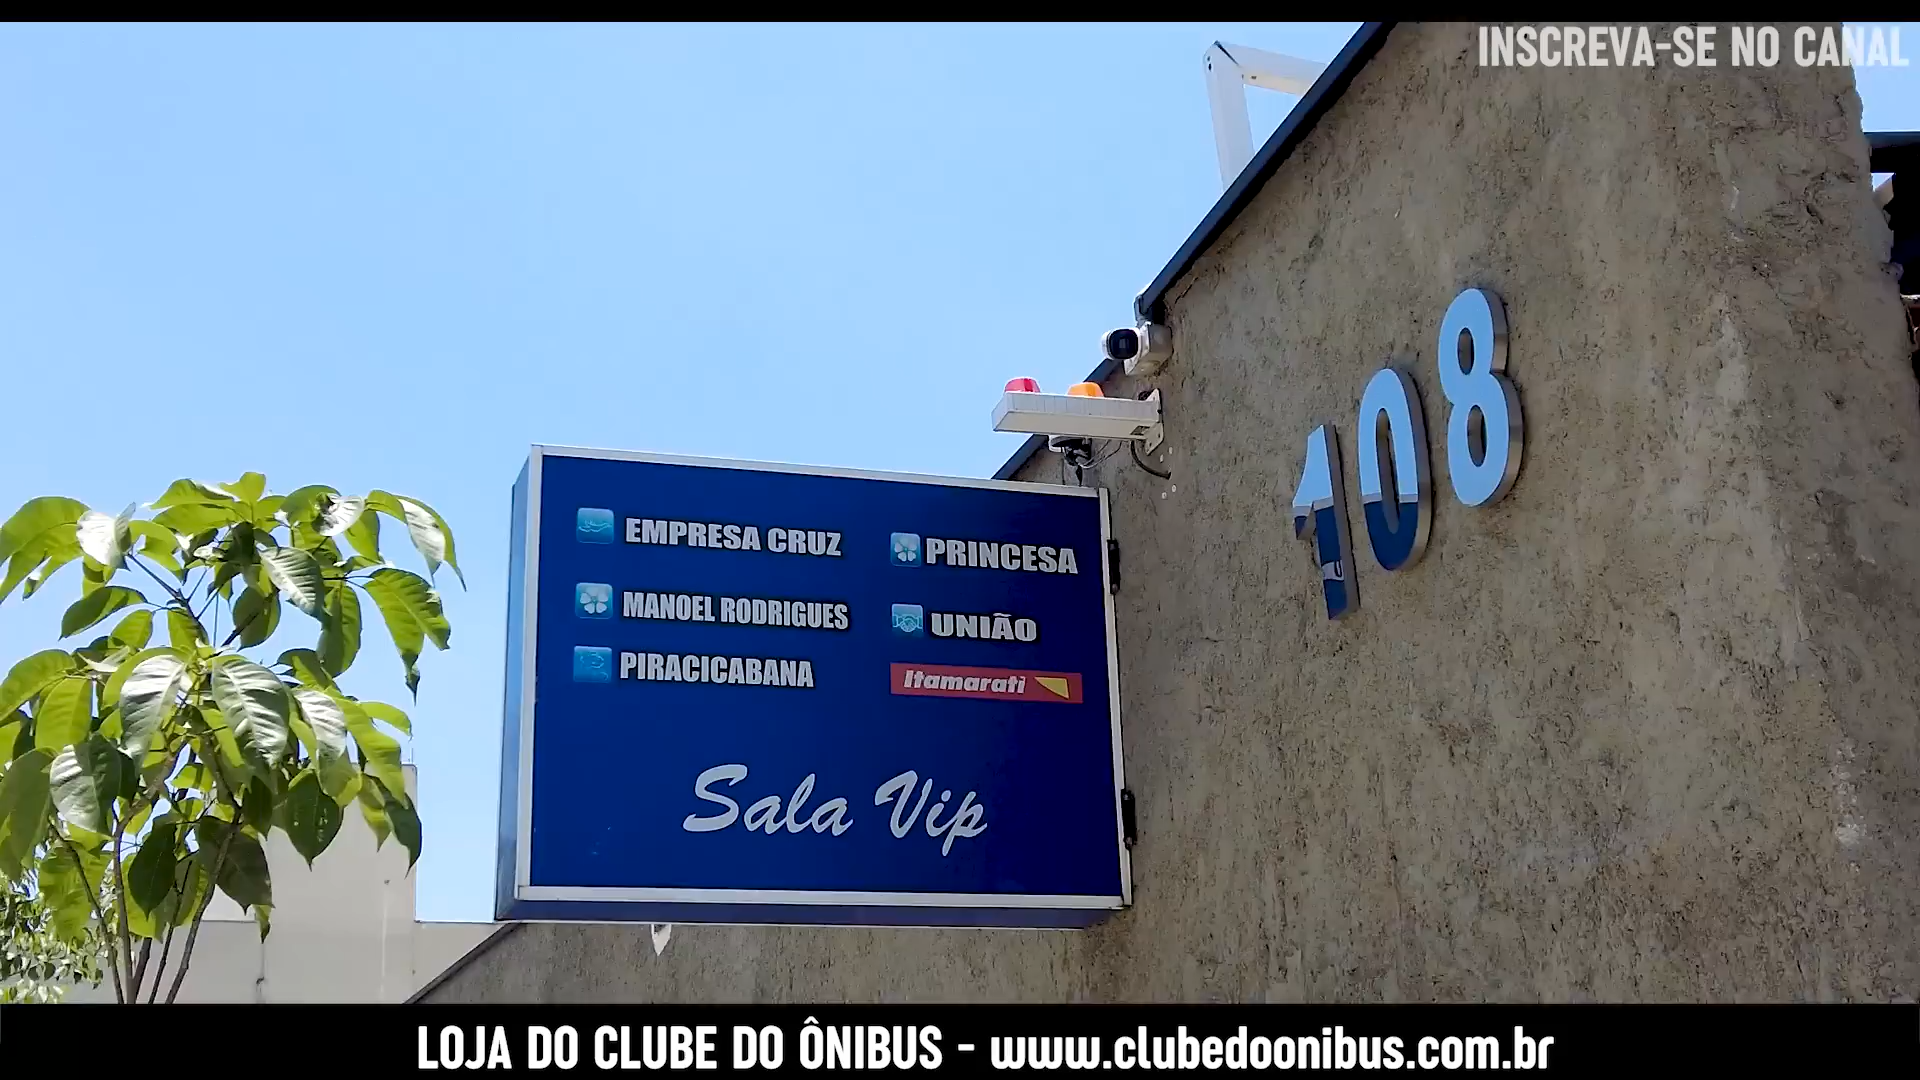 INSCREVA-SE NO CANAL
108
EMPRESA CRUZ
PRINCESA
MANOEL RODRIGUES
UNIÃO
PIRACICABANA
Itamarati
Sala Vip
LOJA DO CLUBE DO ÔNIBUS - www.clubedoonibus.com.br